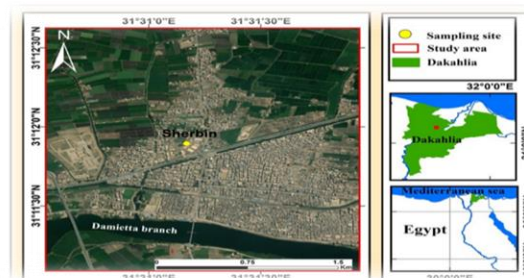 31°31'0"E
31°31'30"E
31°12'30"N
31°12'0"N
31°11'30"N
Sherbin
Damietta branch
0
0.75
1.5
Km
Sampling site
Study area
Dakahlia
32°0'0"E
Dakahlia
Mediterranean sea
Egypt